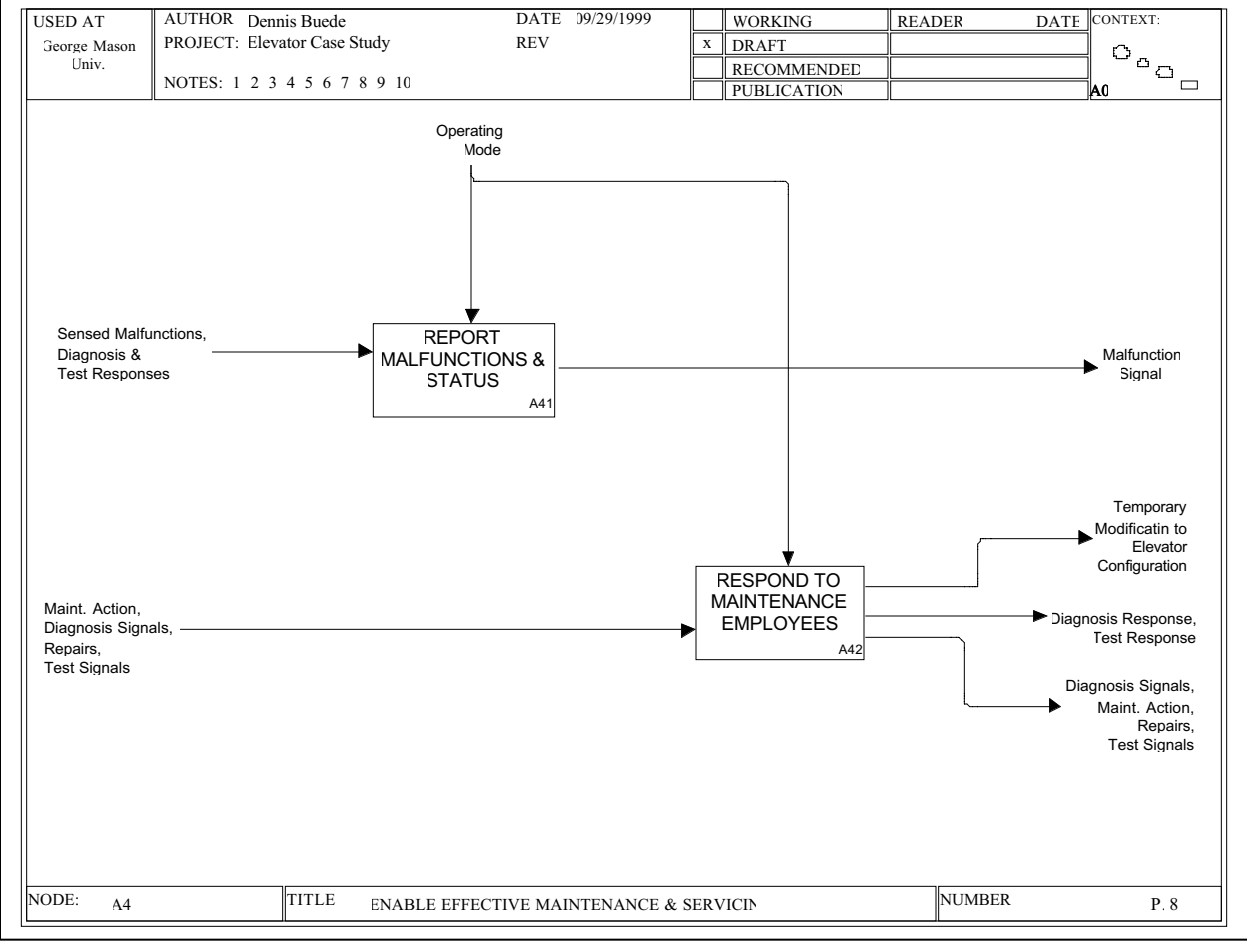 USED AT
George Mason
Univ.
AUTHOR Dennis Buede DATE 09/29/1999
PROJECT: Elevator Case Study REV
NOTES: 1 2 3 4 5 6 7 8 9 10
WORKING
x DRAFT
RECOMMENDED
PUBLICATION
READER DATE
CONTEXT:
A0
Operating
Mode
Sensed Malfunctions,
Diagnosis &
Test Responses
REPORT
MALFUNCTIONS &
STATUS
A41
Malfunction
Signal
Temporary
Modificatin to
Elevator
Configuration
Maint. Action,
Diagnosis Signals,
Repairs,
Test Signals
RESPOND TO
MAINTENANCE
EMPLOYEES
A42
Diagnosis Response,
Test Response
Diagnosis Signals,
Maint. Action,
Repairs,
Test Signals
NODE: A4
TITLE ENABLE EFFECTIVE MAINTENANCE & SERVICIN
NUMBER P. 8